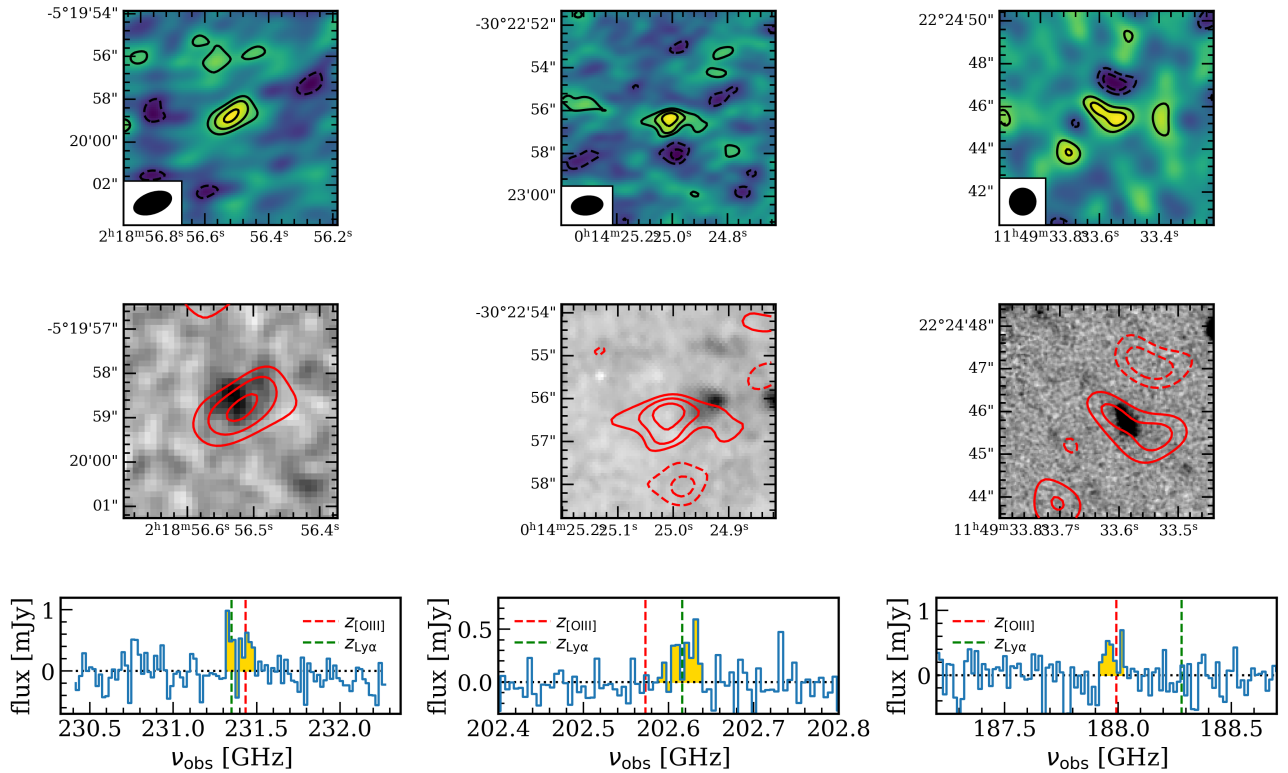 -5°19'54"
56"
58"
20'00"
02"
2ʰ18ᵐ56.8ˢ 56.6ˢ 56.4ˢ 56.2ˢ
-30°22'52"
54"
56"
58"
23'00"
0ʰ14ᵐ25.2ˢ 25.0ˢ 24.8ˢ
22°24'50"
48"
46"
44"
42"
11ʰ49ᵐ33.8ˢ 33.6ˢ 33.4ˢ
-5°19'57"
58"
59"
20'00"
01"
2ʰ18ᵐ56.6ˢ 56.5ˢ 56.4ˢ
-30°22'54"
55"
56"
57"
58"
0ʰ14ᵐ25.2ˢ 25.1ˢ 25.0ˢ 24.9ˢ
22°24'48"
47"
46"
45"
44"
11ʰ49ᵐ33.8ˢ 33.7ˢ 33.6ˢ 33.5ˢ
flux [mJy]
1
0
z[OIII]
zLyα
230.5 231.0 231.5 232.0
νobs [GHz]
flux [mJy]
0.5
0.0
z[OIII]
zLyα
202.4 202.5 202.6 202.7 202.8
νobs [GHz]
flux [mJy]
1
0
z[OIII]
zLyα
187.5 188.0 188.5
νobs [GHz]